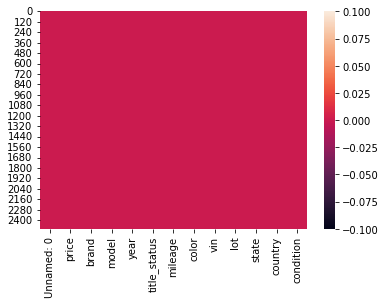 0
120
240
360
480
600
720
840
960
1080
1200
1320
1440
1560
1680
1800
1920
2040
2160
2280
2400
Unnamed: 0
price
brand
model
year
title_status
mileage
color
vin
lot
state
country
condition
0.100
0.075
0.050
0.025
0.000
−0.025
−0.050
−0.075
−0.100